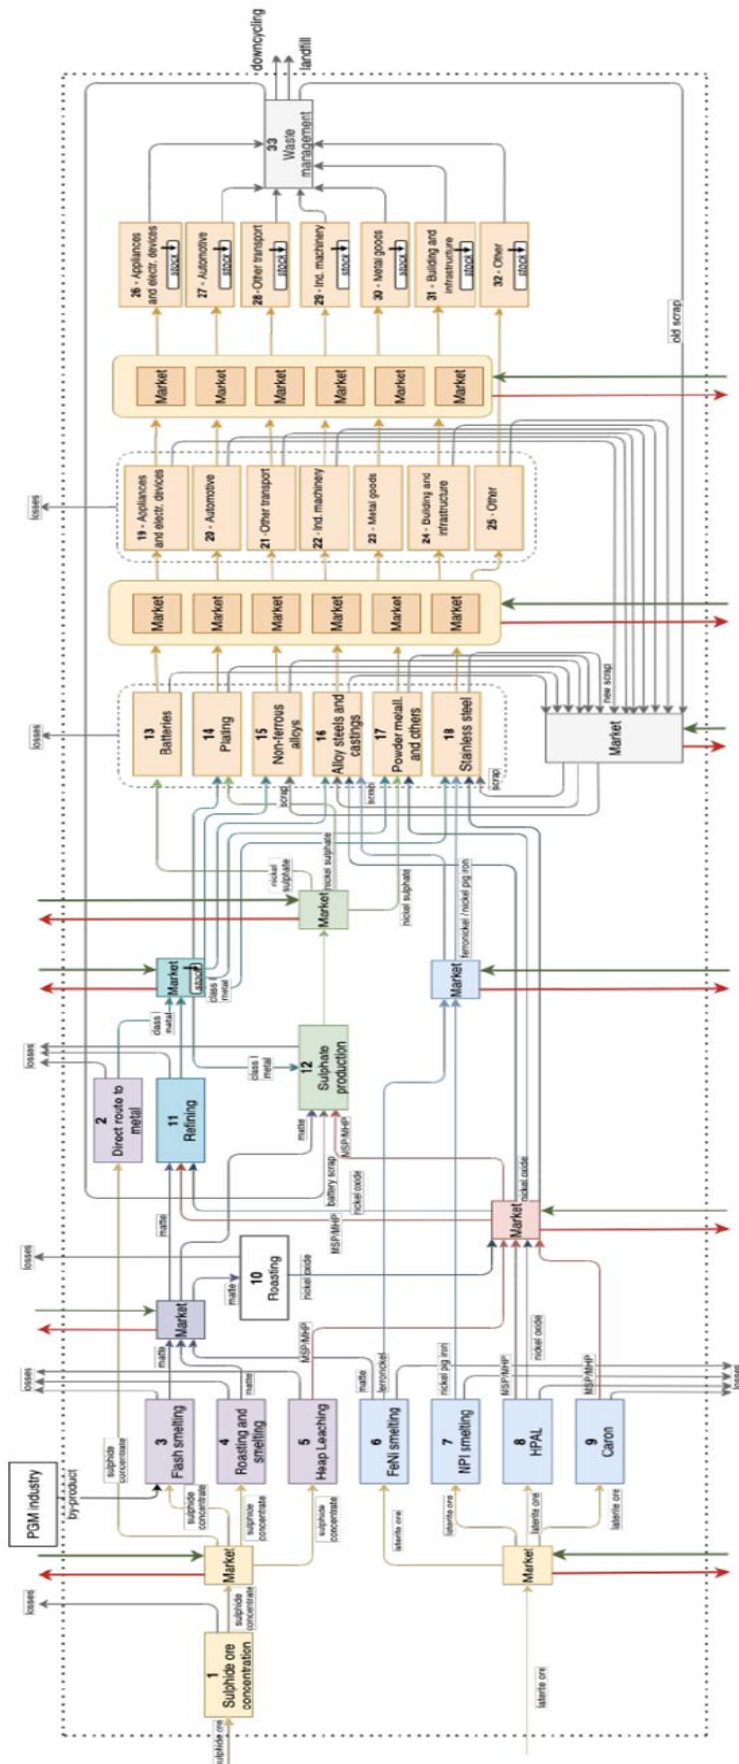 sulphide ore
1
Sulphide ore
concentration
losses
sulphide
concentrate
Market
laterite ore
Market
PGM industry
by-product
sulphide
concentrate
sulphide
concentrate
sulphide
concentrate
sulphide
concentrate
laterite ore
laterite ore
laterite ore
laterite ore
3
Flash smelting
4
Roasting and
smelting
5
Heap Leaching
6
FeNi smelting
7
NPI smelting
8
HPAL
9
Caron
losses
losses
matte
matte
MSP/MHP
matte
ferronickel
nickel pig iron
MSP/MHP
nickel oxide
MSP/MHP
Market
matte
10
Roasting
losses
nickel oxide
Market
nickel oxide
matte
MSP/MHP
nickel oxide
battery scrap
matte
MSP/MHP
2
Direct route to
metal
11
Refining
12
Sulphate
production
losses
class I
metal
class I
metal
Market
stock
class I
metal
Market
Market
nickel
sulphate
nickel sulphate
nickel sulphate
ferronickel / nickel pig iron
scrap
scrap
scrap
13
Batteries
14
Plating
15
Non-ferrous
alloys
16
Alloy steels and
castings
17
Powder metall.
and others
18
Stainless steel
losses
Market
new scrap
old scrap
Market
Market
Market
Market
Market
Market
19 - Appliances
and electr. devices
20 - Automotive
21 - Other transport
22 - Ind. machinery
23 - Metal goods
24 - Building and
infrastructure
25 - Other
losses
Market
Market
Market
Market
Market
Market
26 - Appliances
and electr. devices
stock
27 - Automotive
stock
28 - Other transport
stock
29 - Ind. machinery
stock
30 - Metal goods
stock
31 - Building and
infrastructure
stock
32 - Other
stock
33
Waste
management
downcycling
landfill